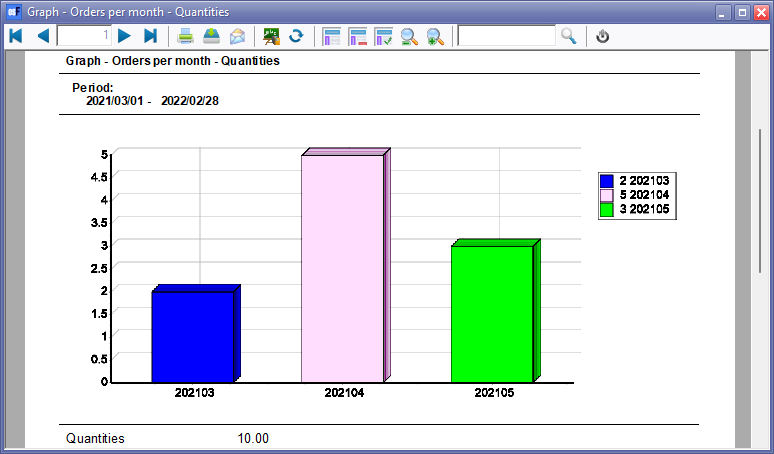 Graph - Orders per month - Quantities
1
Graph - Orders per month - Quantities
Period:
2021/03/01 - 2022/02/28
5
4.5
4
3.5
3
2.5
2
1.5
1
0.5
0
202103 202104 202105
2 202103
5 202104
3 202105
Quantities 10.00